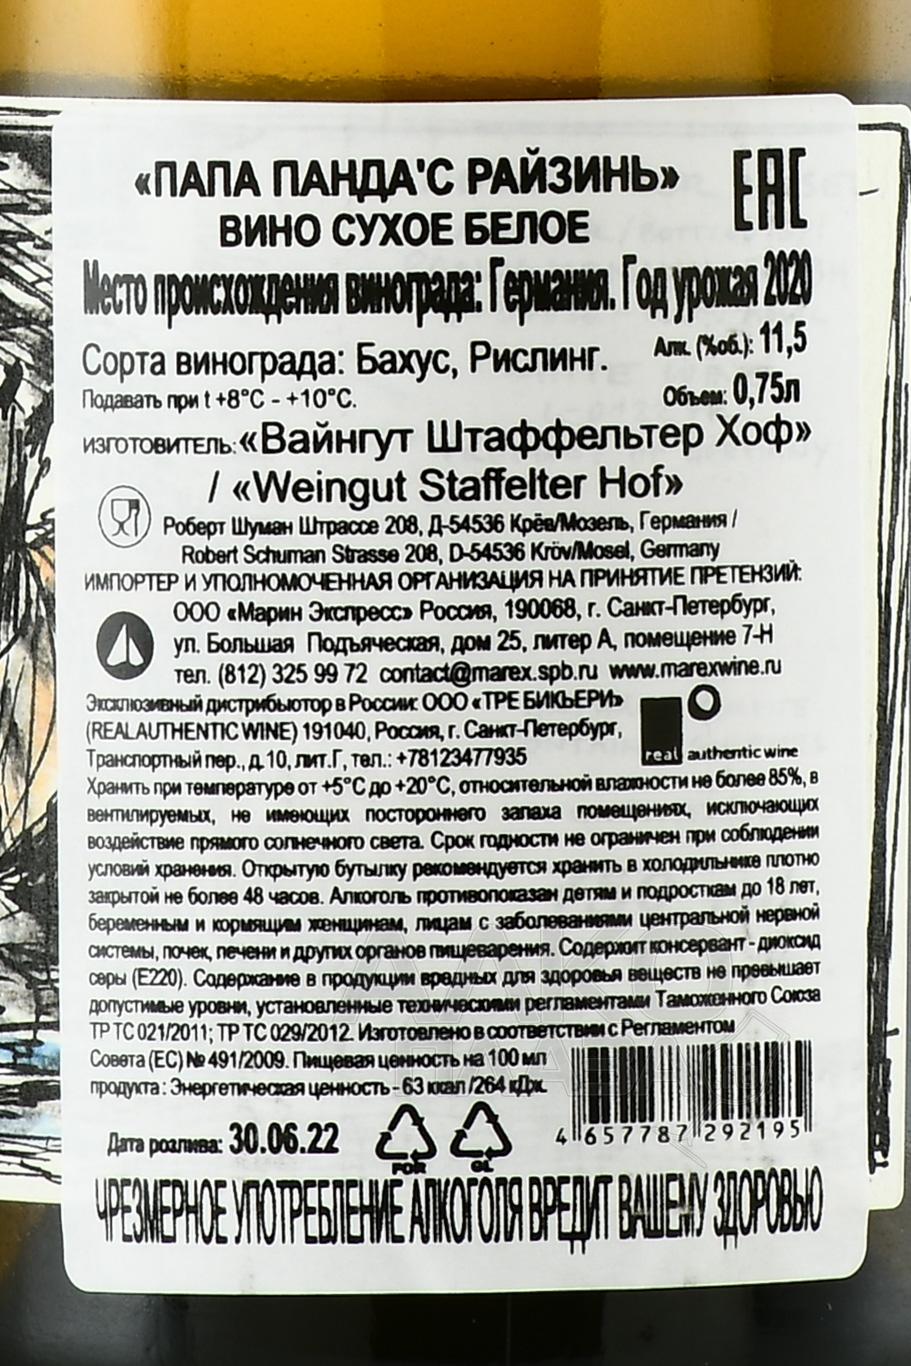 «ПАПА ПАНДА'С РАЙЗИНЬ»
ВИНО СУХОЕ БЕЛОЕ
EAC
Место происхождения винограда: Германия. Год урожая 2020
Сорта винограда: Бахус, Рислинг.
Алк. (%об.): 11,5
Подавать при t +8°C - +10°C.
Объем: 0,75л
ИЗГОТОВИТЕЛЬ: «Вайнгут Штаффельтер Хоф»
/ «Weingut Staffelter Hof»
Роберт Шуман Штрассе 208, Д-54536 Крёв/Мозель, Германия /
Robert Schuman Strasse 208, D-54536 Kröv/Mosel, Germany
ИМПОРТЕР И УПОЛНОМОЧЕННАЯ ОРГАНИЗАЦИЯ НА ПРИНЯТИЕ ПРЕТЕНЗИЙ:
ООО «Марин Экспресс» Россия, 190068, г. Санкт-Петербург,
ул. Большая Подъяческая, дом 25, литер А, помещение 7-Н
тел. (812) 325 99 72 contact@marex.spb.ru www.marexwine.ru
Эксклюзивный дистрибьютор в России: ООО «ТРЕ БИКЬЕРИ»
(REAL AUTHENTIC WINE) 191040, Россия, г. Санкт-Петербург,
Транспортный пер., д.10, лит.Г, тел.: +78123477935
real authentic wine
Хранить при температуре от +5°C до +20°C, относительной влажности не более 85%, в
вентилируемых, не имеющих постороннего запаха помещениях, исключающих
воздействие прямого солнечного света. Срок годности не ограничен при соблюдении
условий хранения. Открытую бутылку рекомендуется хранить в холодильнике плотно
закрытой не более 48 часов. Алкоголь противопоказан детям и подросткам до 18 лет,
беременным и кормящим женщинам, лицам с заболеваниями центральной нервной
системы, почек, печени и других органов пищеварения. Содержит консервант - диоксид
серы (Е220). Содержание в продукции вредных для здоровья веществ не превышает
допустимые уровни, установленные техническими регламентами Таможенного Союза
ТР ТС 021/2011; ТР ТС 029/2012. Изготовлено в соответствии с Регламентом
Совета (ЕС) № 491/2009. Пищевая ценность на 100 мл
продукта: Энергетическая ценность - 63 ккал /264 кДж.
Дата розлива: 30.06.22
FOR
GL
4 657787 292195
ЧРЕЗМЕРНОЕ УПОТРЕБЛЕНИЕ АЛКОГОЛЯ ВРЕДИТ ВАШЕМУ ЗДОРОВЬЮ